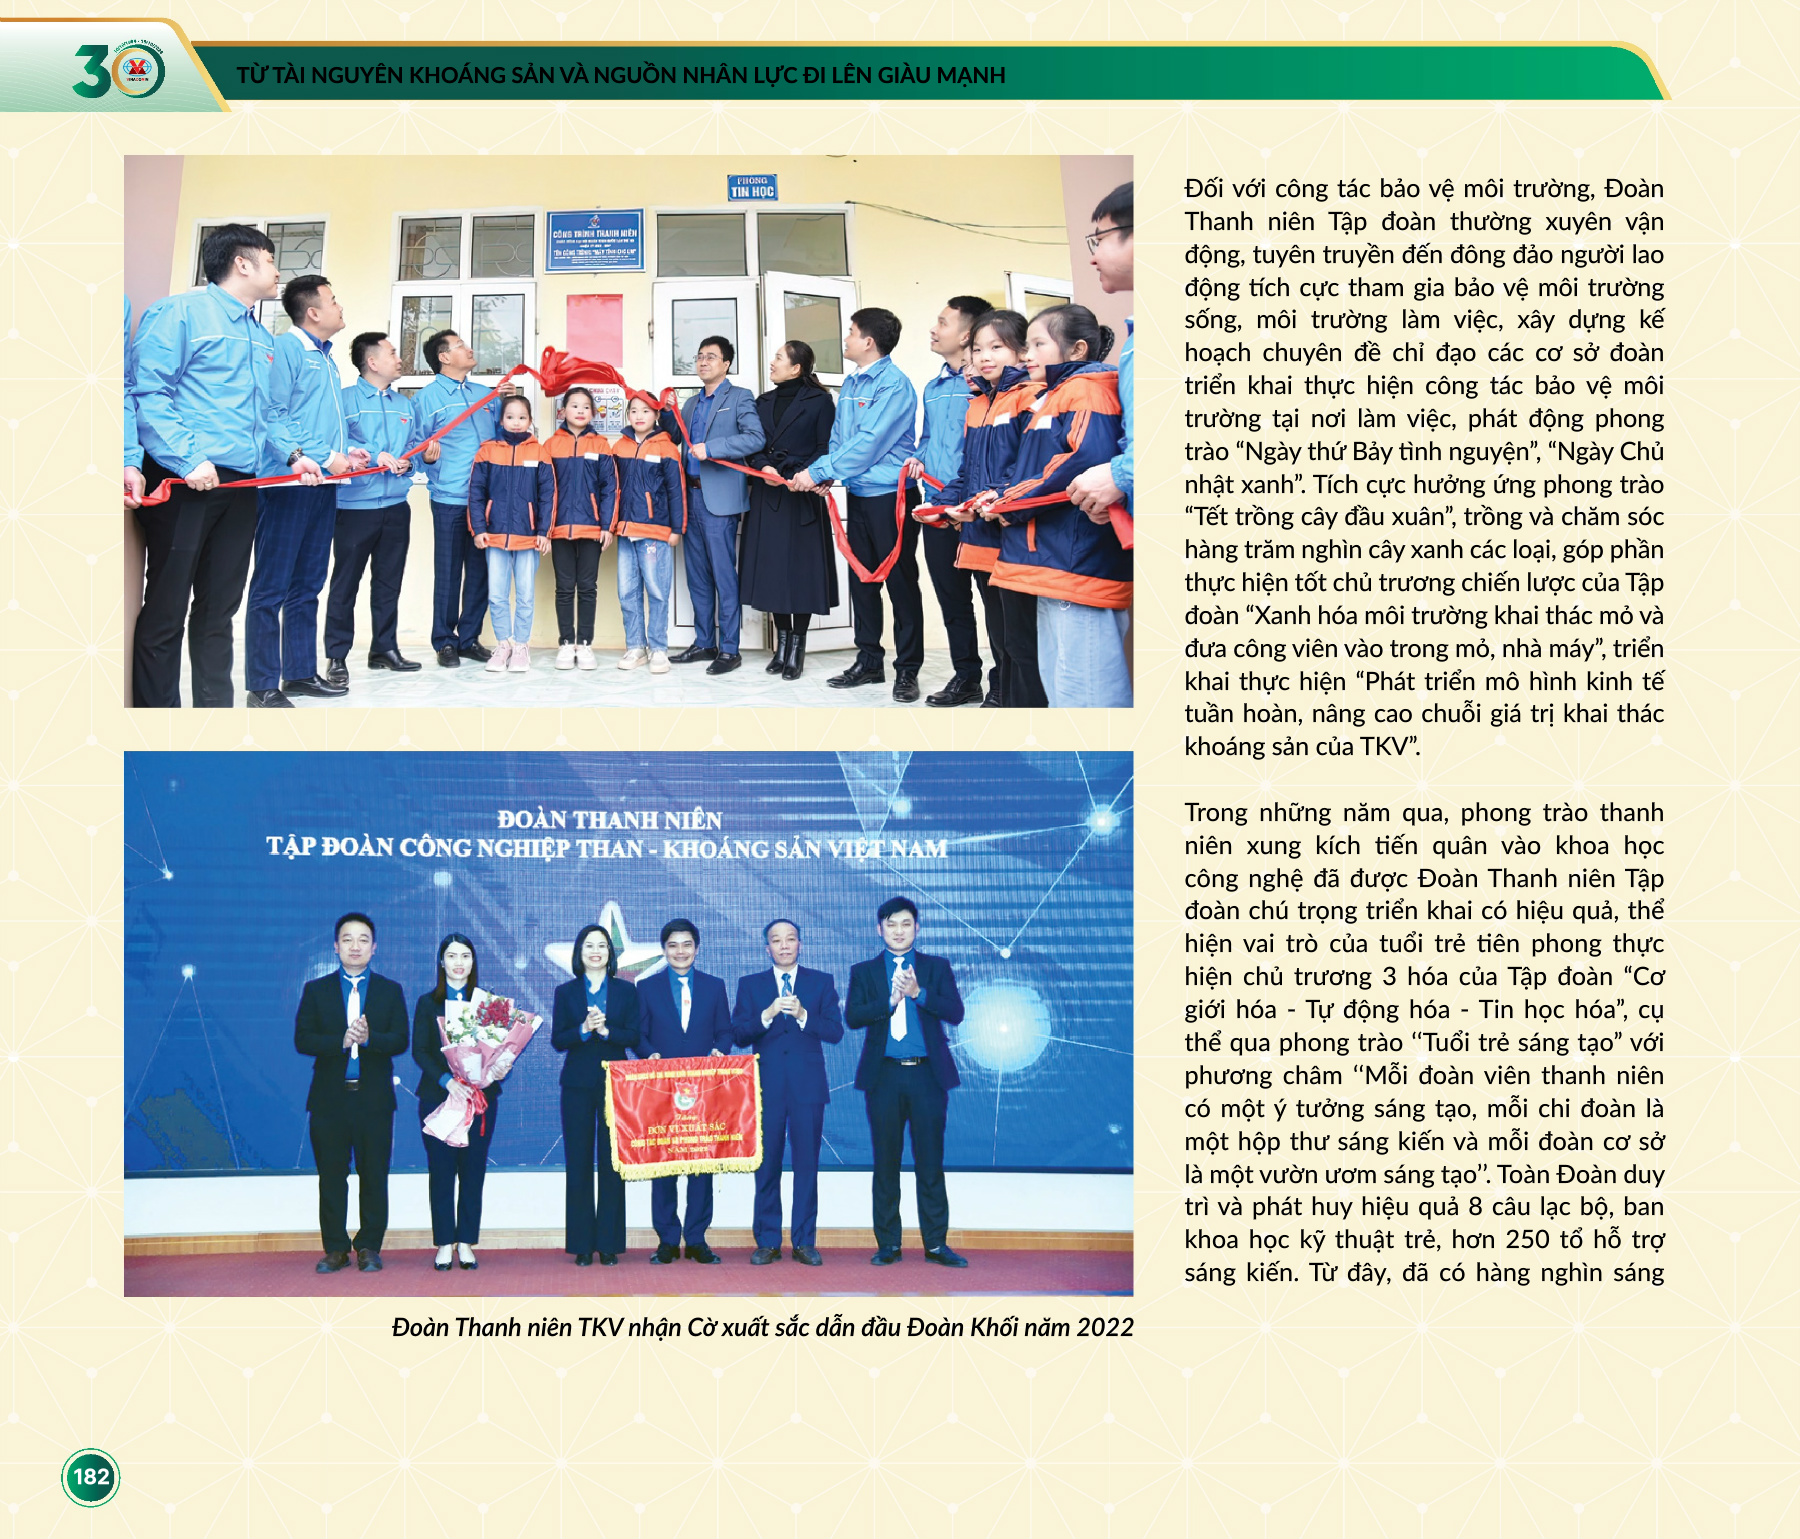 30
VINACOMIN
TỪ TÀI NGUYÊN KHOÁNG SẢN VÀ NGUỒN NHÂN LỰC ĐI LÊN GIÀU MẠNH
PHÒNG
TIN HỌC
CÔNG TRÌNH THANH NIÊN
Đối với công tác bảo vệ môi trường, Đoàn
Thanh niên Tập đoàn thường xuyên vận
động, tuyên truyền đến đông đảo người lao
động tích cực tham gia bảo vệ môi trường
sống, môi trường làm việc, xây dựng kế
hoạch chuyên đề chỉ đạo các cơ sở đoàn
triển khai thực hiện công tác bảo vệ môi
trường tại nơi làm việc, phát động phong
trào “Ngày thứ Bảy tình nguyện”, “Ngày Chủ
nhật xanh”. Tích cực hưởng ứng phong trào
“Tết trồng cây đầu xuân”, trồng và chăm sóc
hàng trăm nghìn cây xanh các loại, góp phần
thực hiện tốt chủ trương chiến lược của Tập
đoàn “Xanh hóa môi trường khai thác mỏ và
đưa công viên vào trong mỏ, nhà máy”, triển
khai thực hiện “Phát triển mô hình kinh tế
tuần hoàn, nâng cao chuỗi giá trị khai thác
khoáng sản của TKV”.
Trong những năm qua, phong trào thanh
niên xung kích tiến quân vào khoa học
công nghệ đã được Đoàn Thanh niên Tập
đoàn chú trọng triển khai có hiệu quả, thể
hiện vai trò của tuổi trẻ tiên phong thực
hiện chủ trương 3 hóa của Tập đoàn “Cơ
giới hóa - Tự động hóa - Tin học hóa”, cụ
thể qua phong trào ‘‘Tuổi trẻ sáng tạo” với
phương châm ‘‘Mỗi đoàn viên thanh niên
có một ý tưởng sáng tạo, mỗi chi đoàn là
một hộp thư sáng kiến và mỗi đoàn cơ sở
là một vườn ươm sáng tạo’’. Toàn Đoàn duy
trì và phát huy hiệu quả 8 câu lạc bộ, ban
khoa học kỹ thuật trẻ, hơn 250 tổ hỗ trợ
sáng kiến. Từ đây, đã có hàng nghìn sáng
ĐOÀN THANH NIÊN
TẬP ĐOÀN CÔNG NGHIỆP THAN - KHOÁNG SẢN VIỆT NAM
Tặng
ĐƠN VỊ XUẤT SẮC
CÔNG TÁC ĐOÀN VÀ PHONG TRÀO THANH NIÊN
NĂM 2022
Đoàn Thanh niên TKV nhận Cờ xuất sắc dẫn đầu Đoàn Khối năm 2022
182